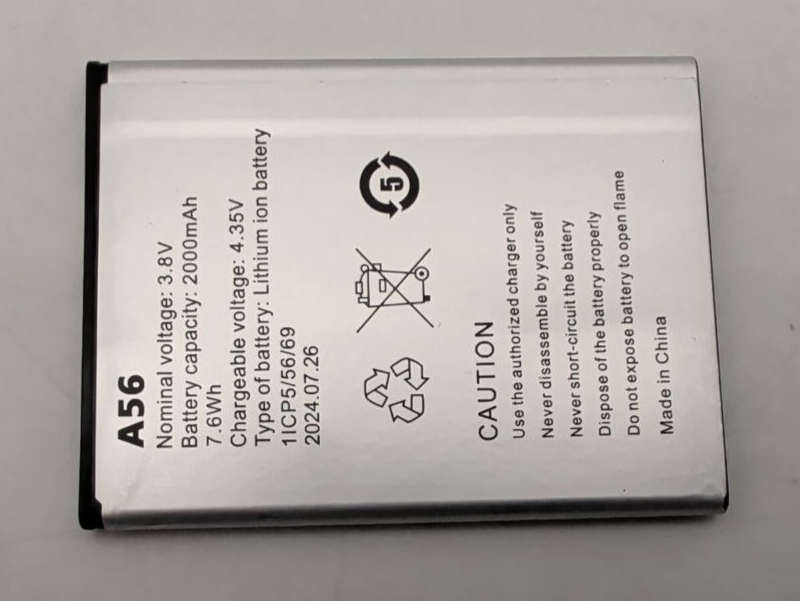 A56
Nominal voltage: 3.8V
Battery capacity: 2000mAh
7.6Wh
Chargeable voltage: 4.35V
Type of battery: Lithium ion battery
1ICP5/56/69
2024.07.26
5
CAUTION
Use the authorized charger only
Never disassemble by yourself
Never short-circuit the battery
Dispose of the battery properly
Do not expose battery to open flame
Made in China